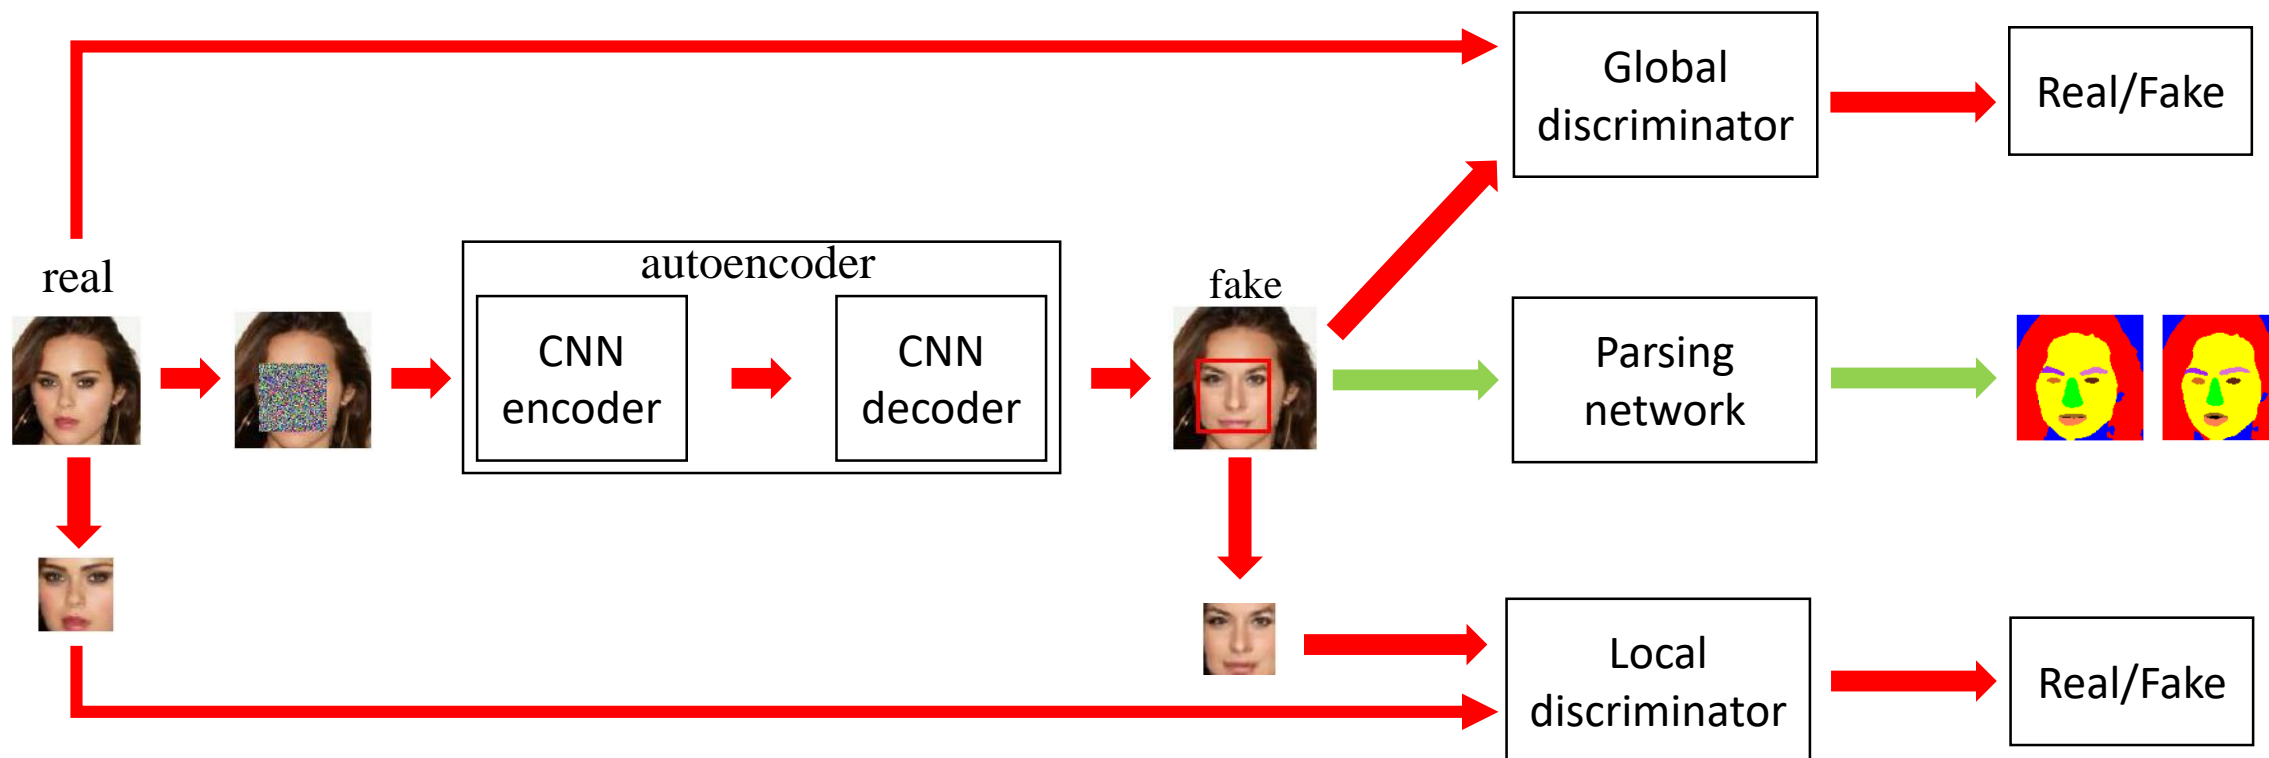 Global
discriminator
Real/Fake
real
autoencoder
CNN
encoder
CNN
decoder
fake
Parsing
network
Local
discriminator
Real/Fake